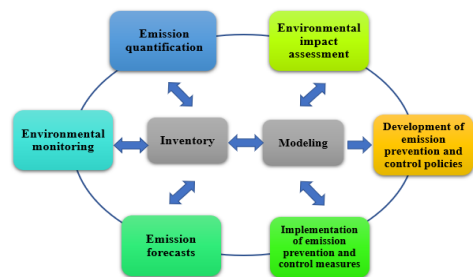 Emission
quantification
Environmental
impact
assessment
Environmental
monitoring
Inventory
Modeling
Development of
emission
prevention and
control policies
Emission
forecasts
Implementation
of emission
prevention and
control measures